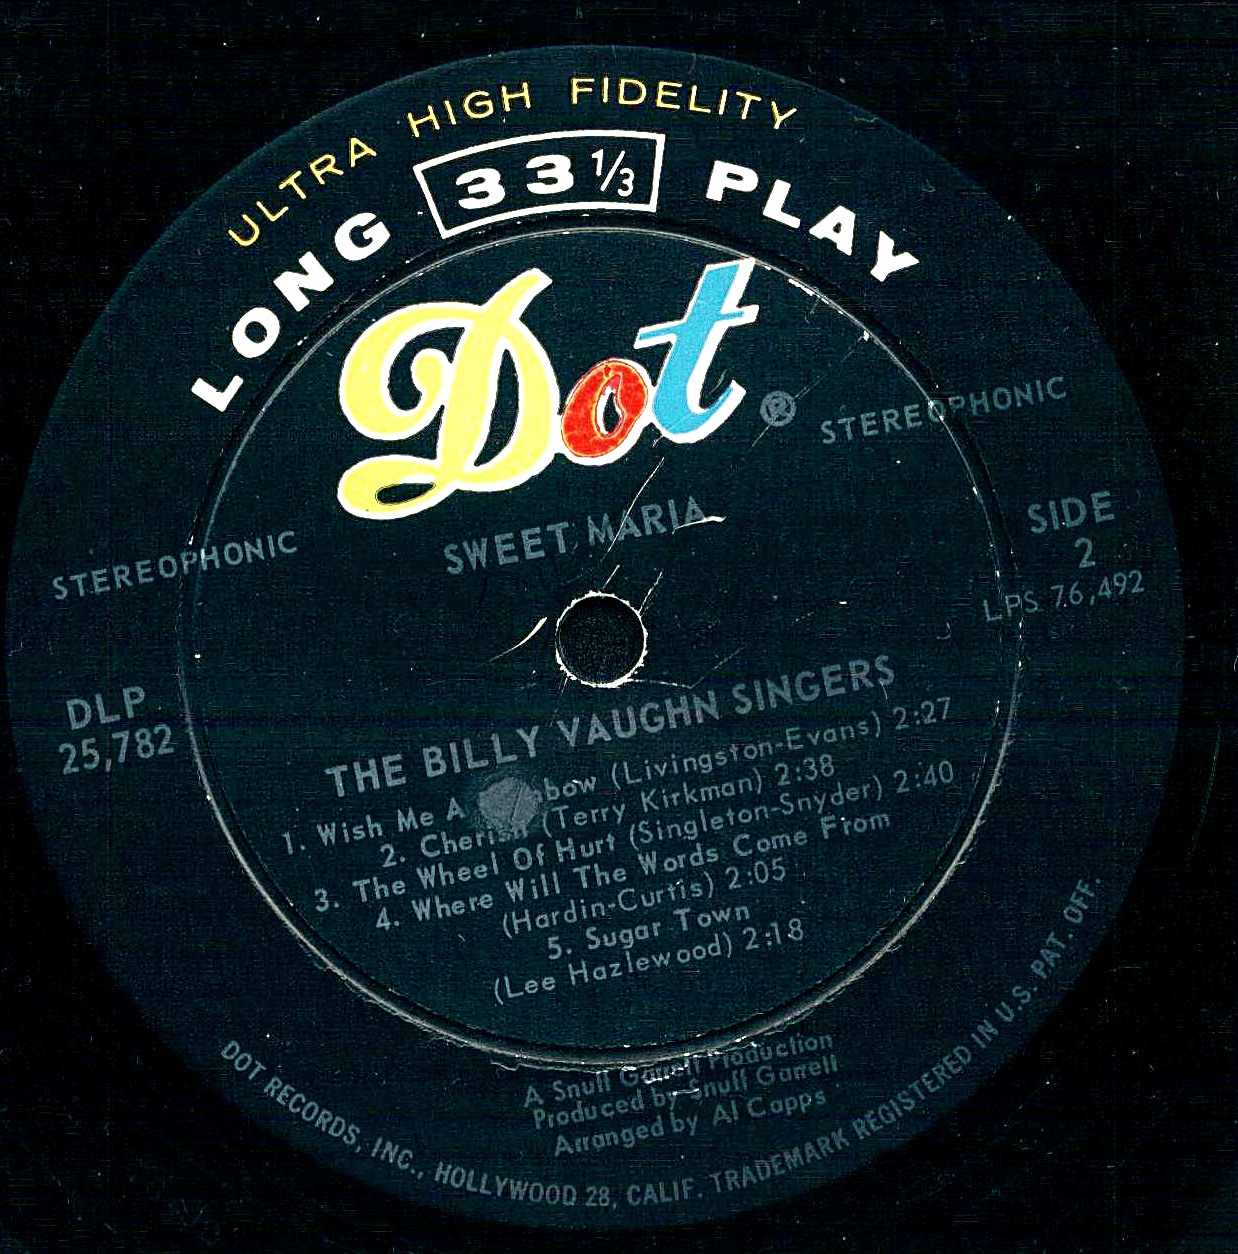 ULTRA HIGH FIDELITY
LONG 33 1/3 PLAY
Dot ®
STEREOPHONIC
STEREOPHONIC
SWEET MARIA
SIDE
2
LPS 76,492
DLP
25,782
THE BILLY VAUGHN SINGERS
1. Wish Me A bow (Livingston-Evans) 2:27
2. Cherish (Terry Kirkman) 2:38
3. The Wheel Of Hurt (Singleton-Snyder) 2:40
4. Where Will The Words Come From
(Hardin-Curtis) 2:05
5. Sugar Town
(Lee Hazlewood) 2:18
A Snuff Garrett Production
Produced by Snuff Garrett
Arranged by Al Capps
DOT RECORDS, INC., HOLLYWOOD 28, CALIF. TRADEMARK REGISTERED IN U.S. PAT. OFF.